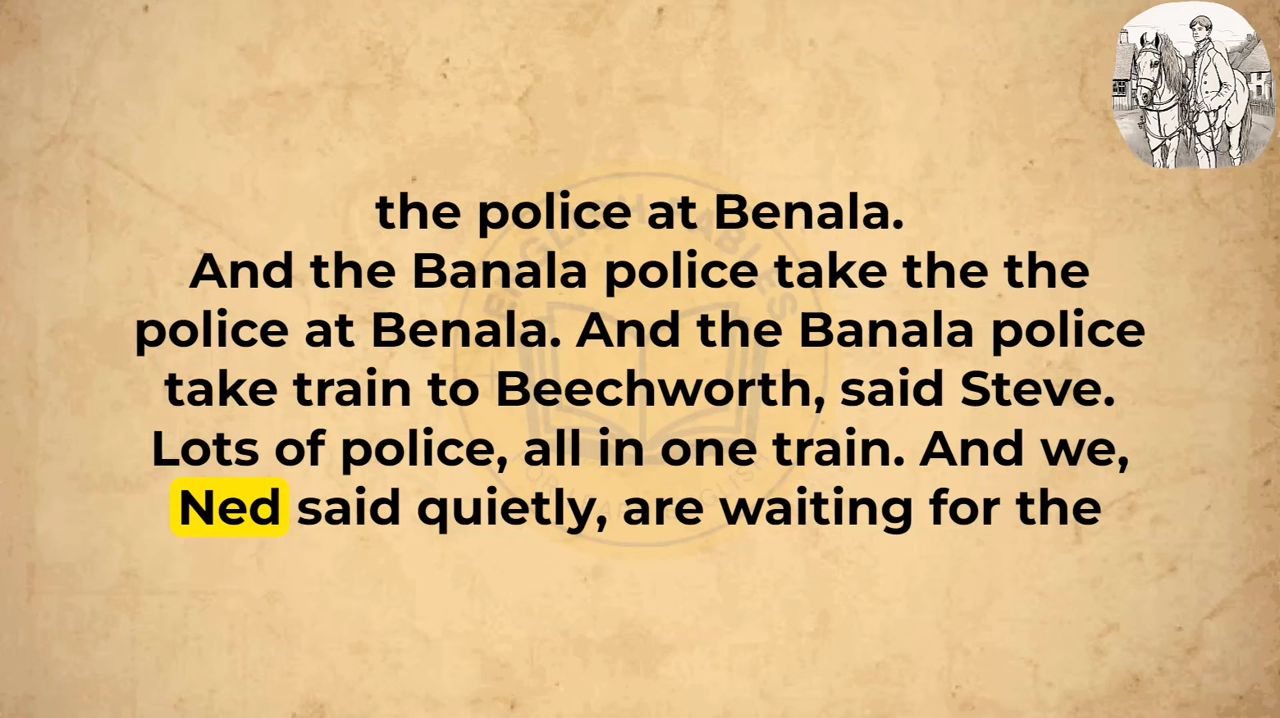 the police at Benala.
And the Banala police take the the
police at Benala. And the Banala police
take train to Beechworth, said Steve.
Lots of police, all in one train. And we,
Ned said quietly, are waiting for the